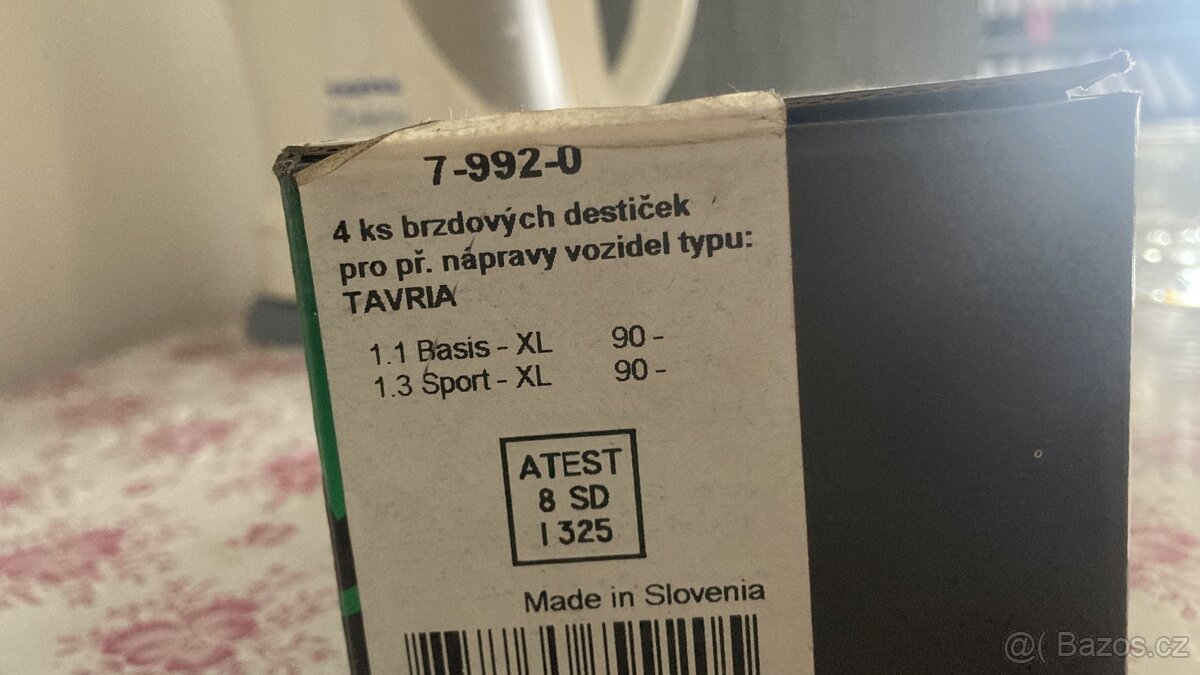 7-992-0
4 ks brzdových destiček
pro př. nápravy vozidel typu:
TAVRIA
1.1 Basis - XL 90 -
1.3 Sport - XL 90 -
ATEST
8 SD
I 325
Made in Slovenia
@( Bazos.cz